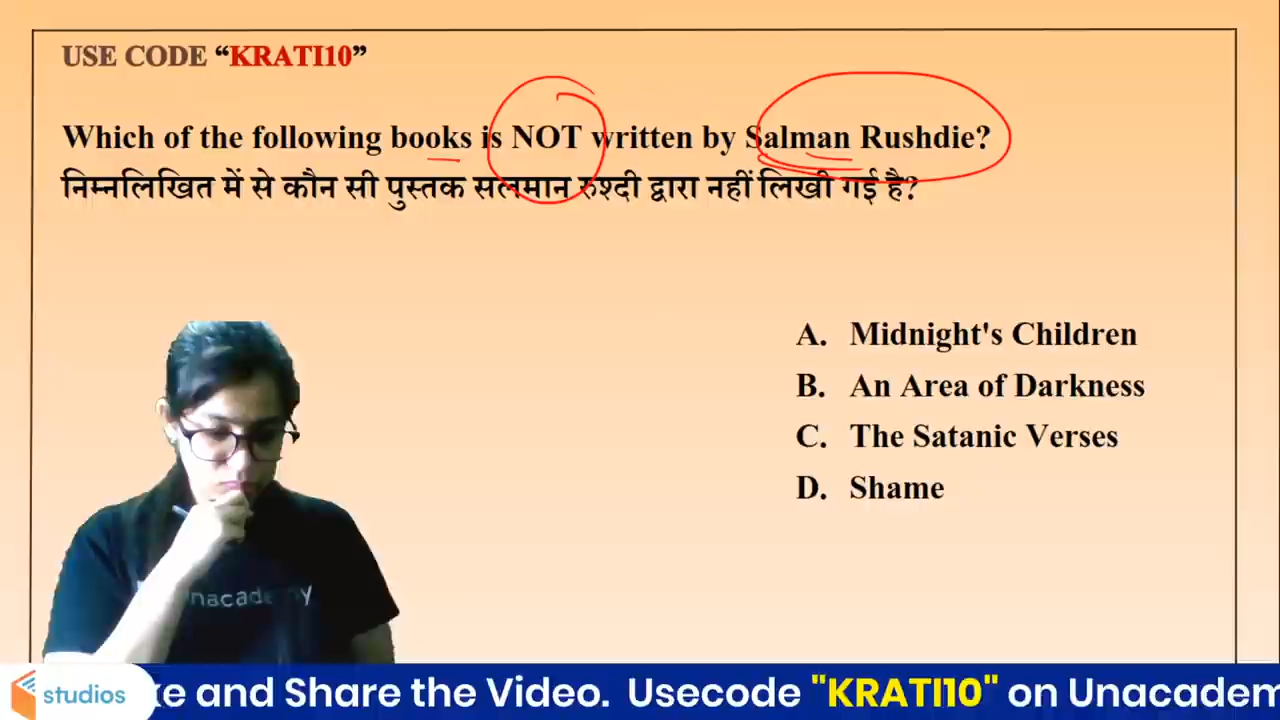 USE CODE “KRATI10”
Which of the following books is NOT written by Salman Rushdie?
निम्नलिखित में से कौन सी पुस्तक सलमान रुश्दी द्वारा नहीं लिखी गई है?
A. Midnight's Children
B. An Area of Darkness
C. The Satanic Verses
D. Shame
studios
and Share the Video. Usecode "KRATI10" on